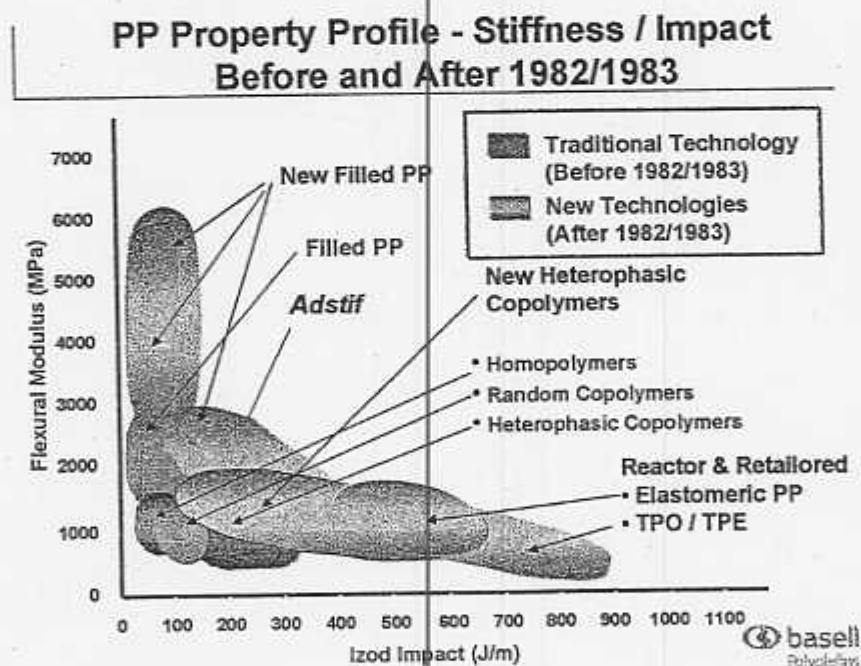 PP Property Profile - Stiffness / Impact
Before and After 1982/1983
Traditional Technology
(Before 1982/1983)
New Technologies
(After 1982/1983)
New Filled PP
Filled PP
Adstif
New Heterophasic
Copolymers
• Homopolymers
• Random Copolymers
• Heterophasic Copolymers
Reactor & Retailored
• Elastomeric PP
• TPO / TPE
Flexural Modulus (MPa)
7000
6000
5000
4000
3000
2000
1000
0
0 100 200 300 400 500 600 700 800 900 1000 1100
Izod Impact (J/m)
basell
Polyolefins